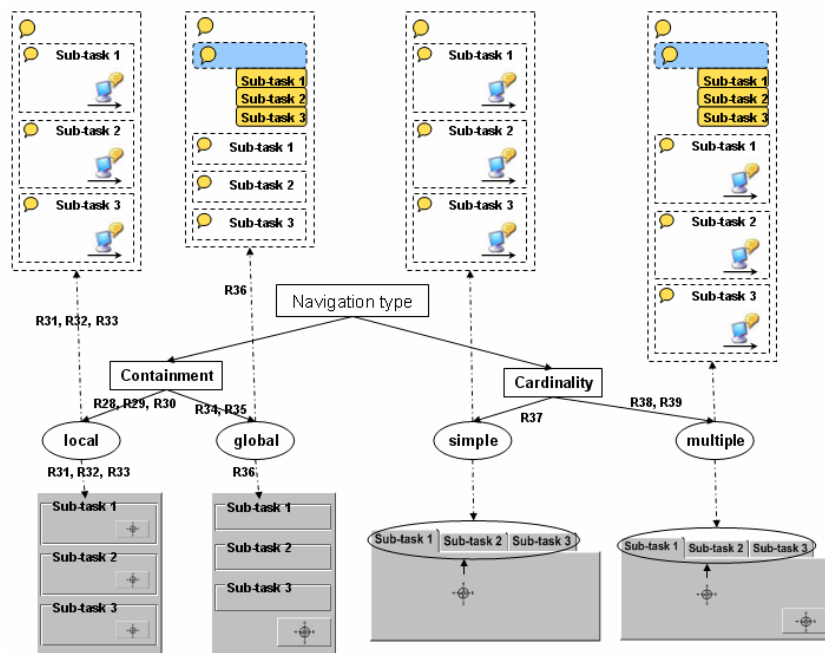 Sub-task 1
Sub-task 2
Sub-task 3
Sub-task 1
Sub-task 2
Sub-task 3
Sub-task 1
Sub-task 2
Sub-task 3
Sub-task 1
Sub-task 2
Sub-task 3
Sub-task 1
Sub-task 2
Sub-task 3
Sub-task 1
Sub-task 2
Sub-task 3
R36
Navigation type
R31, R32, R33
Containment
Cardinality
R28, R29, R30
R34, R35
R37
R38, R39
local
global
simple
multiple
R31, R32, R33
R36
Sub-task 1
Sub-task 2
Sub-task 3
Sub-task 1
Sub-task 2
Sub-task 3
Sub-task 1 Sub-task 2 Sub-task 3
Sub-task 1 Sub-task 2 Sub-task 3